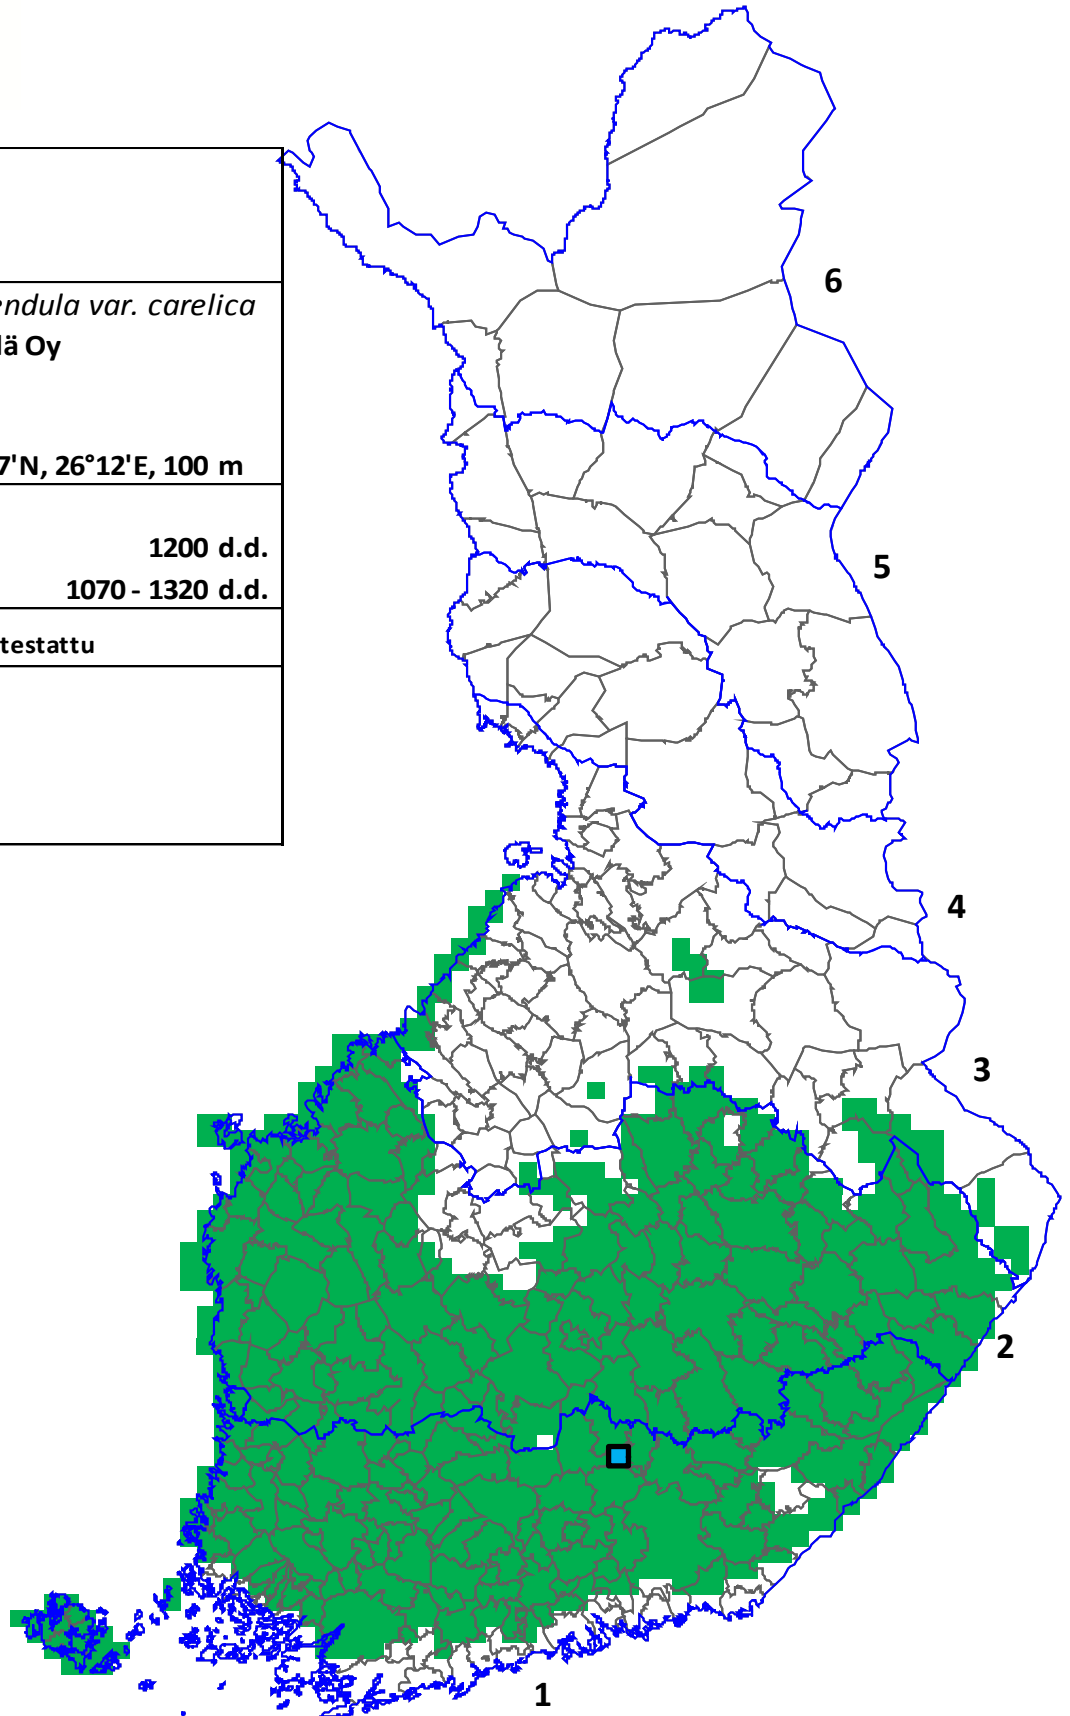 endula var. carelica
lä Oy
7'N, 26°12'E, 100 m
1200 d.d.
1070 - 1320 d.d.
testattu
6
5
4
3
2
1